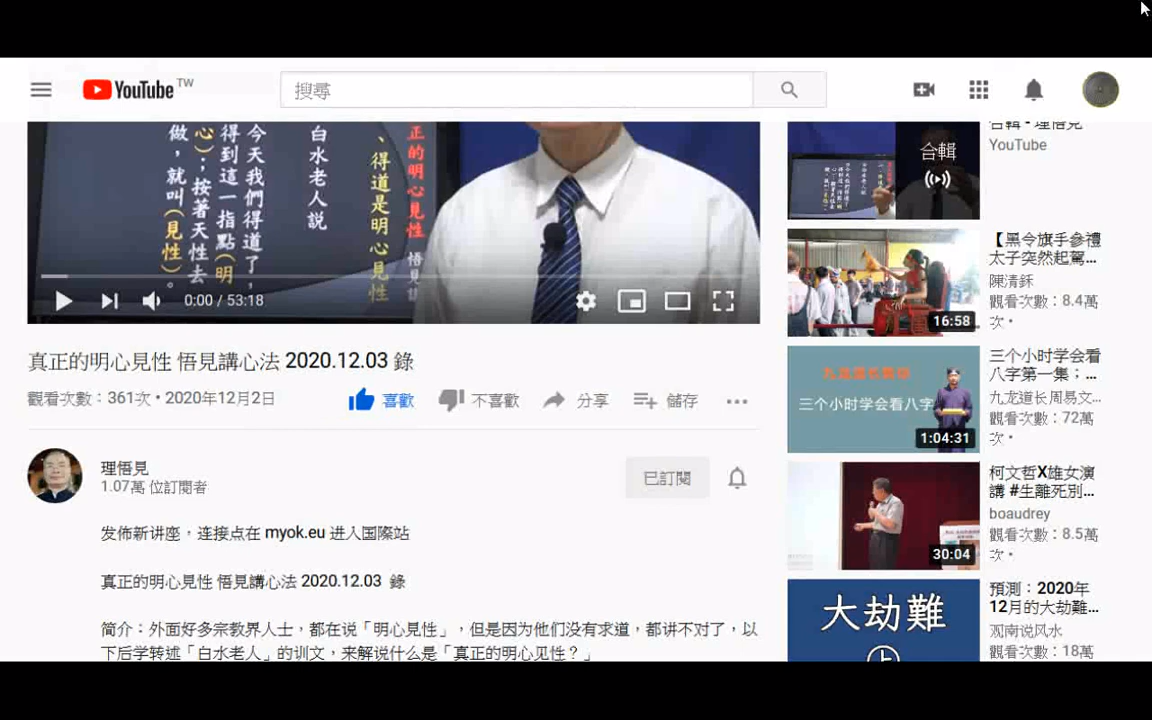 YouTube TW
搜尋
正的明心見性 悟見講
、得道是明心見性
白水老人説
今天我們得道了，
得到這一指點(明
心)；按著天性去
做，就叫(見性)。
0:00 / 53:18
真正的明心見性 悟見講心法 2020.12.03 錄
觀看次數：361次 • 2020年12月2日
喜歡
不喜歡
分享
儲存
理悟見
1.07萬 位訂閱者
已訂閱
发佈新讲座，连接点在 myok.eu 进入国際站
真正的明心見性 悟見講心法 2020.12.03 錄
简介：外面好多宗教界人士，都在说「明心見性」，但是因为他们没有求道，都讲不对了，以
下后学转述「白水老人」的训文，来解说什么是「真正的明心见性？」
合輯
合輯 • 理悟見
YouTube
16:58
【黑令旗手參禮
太子突然起駕...
陳清鈺
觀看次數：8.4萬
次 •
三个小时学会看八字
1:04:31
三个小时学会看
八字第一集；...
九龙道长周易文...
觀看次數：72萬
次 •
30:04
柯文哲X雄女演
講 #生離死別...
boaudrey
觀看次數：8.5萬
次 •
大劫難
上
預測：2020年
12月的大劫難...
观南说风水
觀看次數：18萬